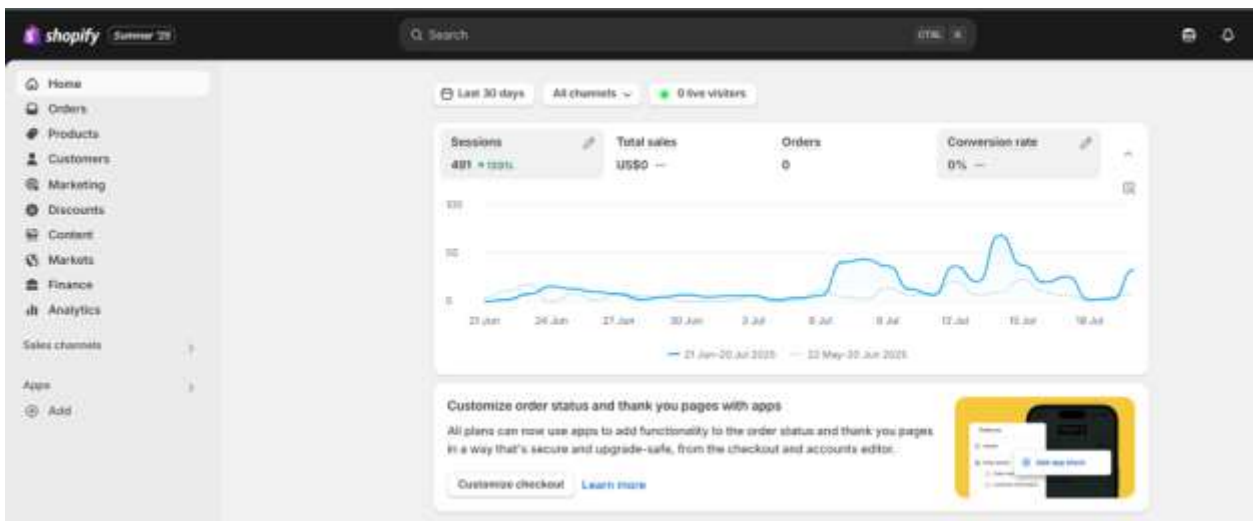 shopify Summer '25
Search
CTRL K
Home
Orders
Products
Customers
Marketing
Discounts
Content
Markets
Finance
Analytics
Sales channels
Apps
Add
Last 30 days All channels 0 live visitors
Sessions Total sales Orders Conversion rate
491 US$0 — 0 0% —
100
50
0
21 Jun 24 Jun 27 Jun 30 Jun 3 Jul 6 Jul 9 Jul 12 Jul 15 Jul 18 Jul
21 Jun–20 Jul 2025 22 May–20 Jun 2025
Customize order status and thank you pages with apps
All plans can now use apps to add functionality to the order status and thank you pages
in a way that's secure and upgrade-safe, from the checkout and accounts editor.
Customize checkout Learn more
Add app block